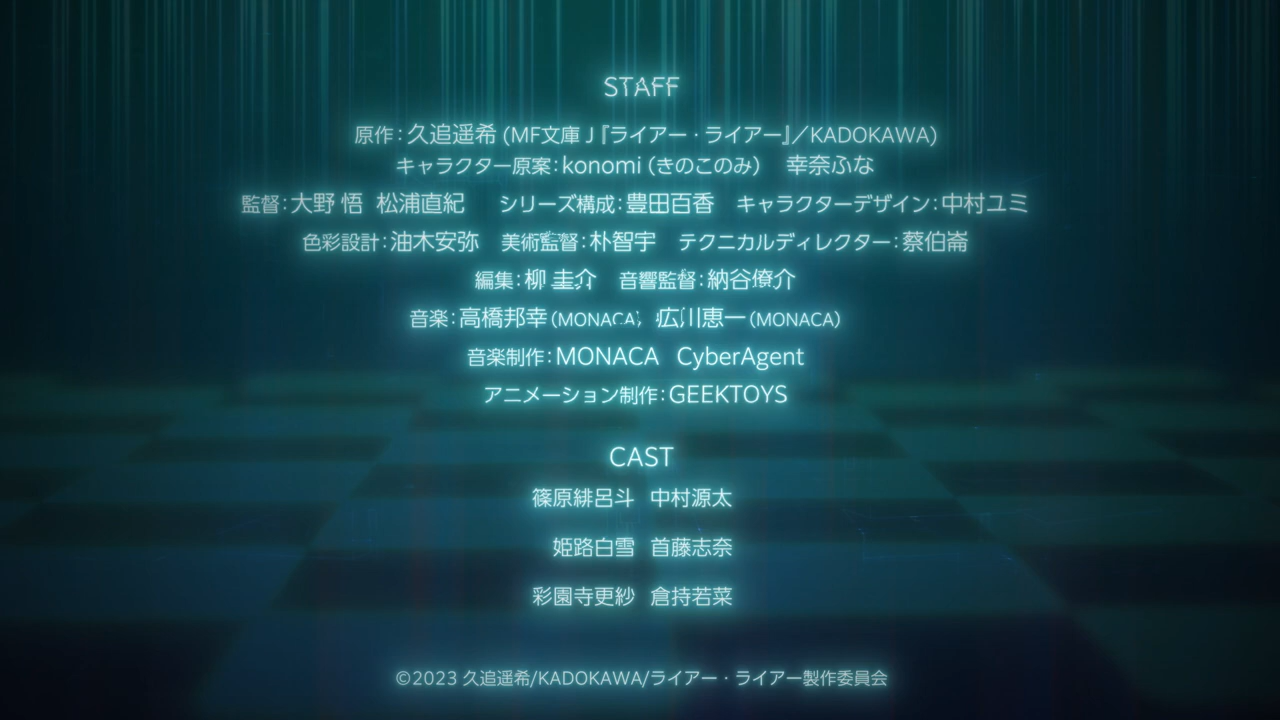 STAFF
原作：久追遥希 (MF文庫J『ライアー・ライアー』／KADOKAWA)
キャラクター原案：konomi (きのこのみ)　幸奈ふな
監督：大野 悟　松浦直紀　シリーズ構成：豊田百香　キャラクターデザイン：中村ユミ
色彩設計：油木安弥　美術監督：朴智宇　テクニカルディレクター：蔡伯崙
編集：柳 圭介　音響監督：納谷僚介
音楽：高橋邦幸 (MONACA)、広川恵一 (MONACA)
音楽制作：MONACA　CyberAgent
アニメーション制作：GEEKTOYS
CAST
篠原緋呂斗　中村源太
姫路白雪　首藤志奈
彩園寺更紗　倉持若菜
©2023 久追遥希/KADOKAWA/ライアー・ライアー製作委員会